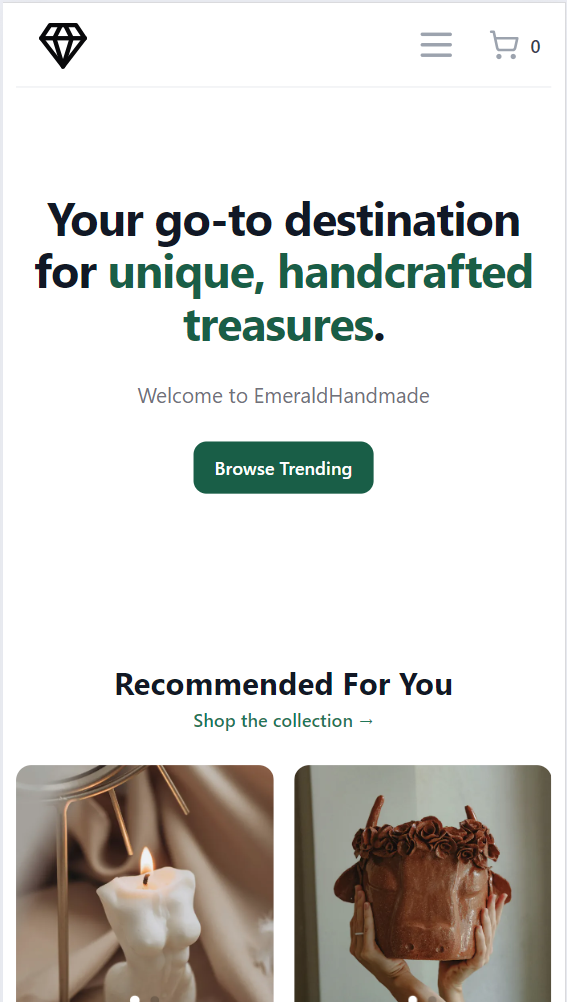 0
Your go-to destination
for unique, handcrafted
treasures.
Welcome to EmeraldHandmade
Browse Trending
Recommended For You
Shop the collection →